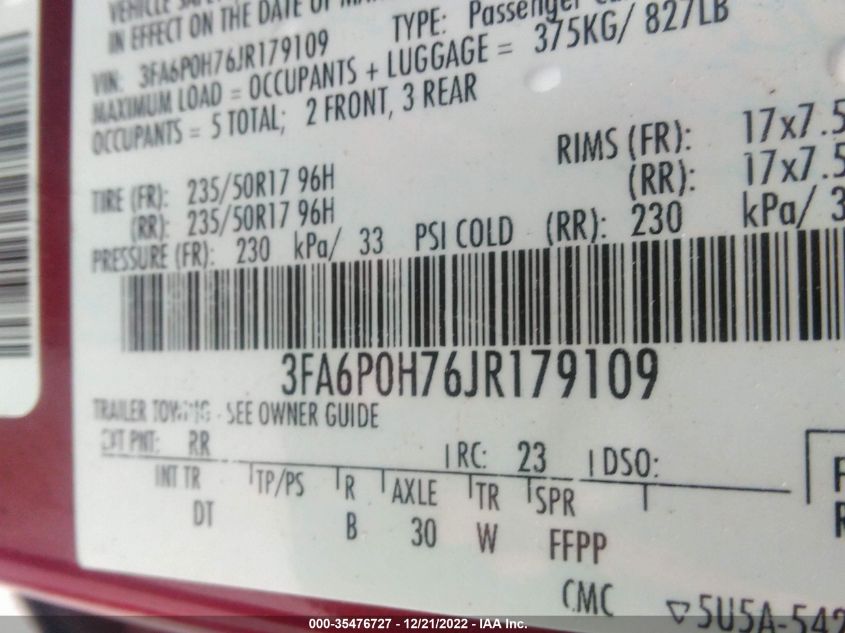 VEHICLE
IN EFFECT ON THE DATE OF
VIN: 3FA6P0H76JR179109 TYPE: Passenger
MAXIMUM LOAD = OCCUPANTS + LUGGAGE = 375KG/ 827LB
OCCUPANTS = 5 TOTAL; 2 FRONT, 3 REAR
RIMS (FR): 17x7.5
TIRE (FR): 235/50R17 96H (RR): 17x7.5
(RR): 235/50R17 96H
PRESSURE (FR): 230 kPa/ 33 PSI COLD (RR): 230 kPa/ 3
3FA6P0H76JR179109
TRAILER TOWING - SEE OWNER GUIDE
EXT PNT: RR RC: 23 DSO:
INT TR TP/PS R AXLE TR SPR
DT B 30 W FFPP
CMC ▽5U5A-542
000-35476727 - 12/21/2022 - IAA Inc.